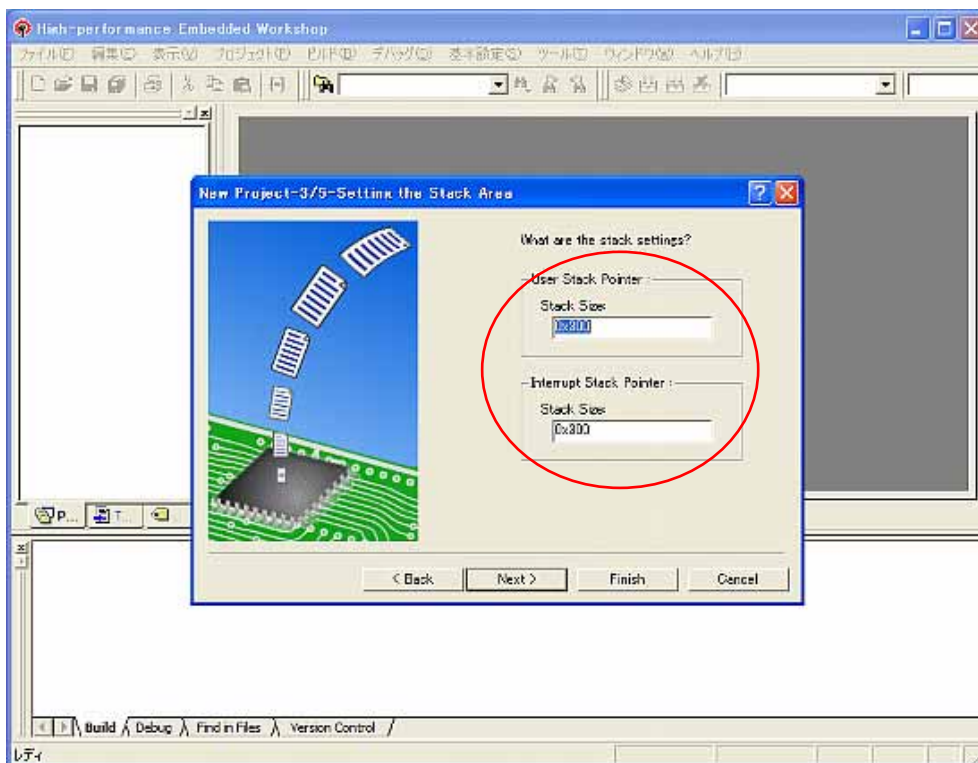 High-performance Embedded Workshop
ファイル(F) 編集(E) 表示(V) プロジェクト(P) ビルド(B) デバッグ(D) 基本設定(S) ツール(T) ウィンドウ(W) ヘルプ(H)
New Project-3/5-Setting the Stack Area
What are the stack settings?
User Stack Pointer :
Stack Size:
0x300
Interrupt Stack Pointer :
Stack Size:
0x300
< Back Next > Finish Cancel
P... T...
Build Debug Find in Files Version Control
レディ